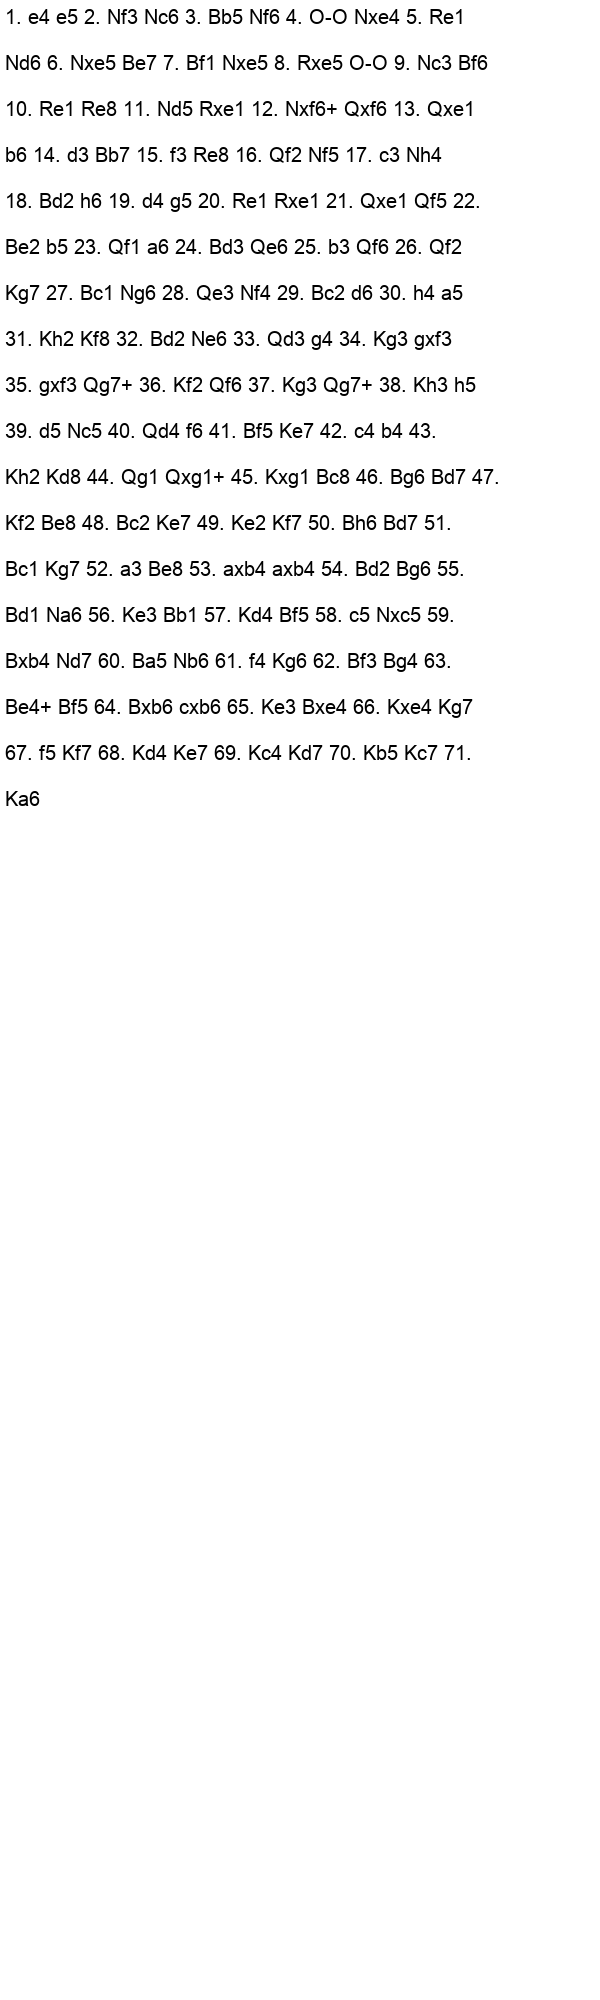 1. e4 e5 2. Nf3 Nc6 3. Bb5 Nf6 4. O-O Nxe4 5. Re1
Nd6 6. Nxe5 Be7 7. Bf1 Nxe5 8. Rxe5 O-O 9. Nc3 Bf6
10. Re1 Re8 11. Nd5 Rxe1 12. Nxf6+ Qxf6 13. Qxe1
b6 14. d3 Bb7 15. f3 Re8 16. Qf2 Nf5 17. c3 Nh4
18. Bd2 h6 19. d4 g5 20. Re1 Rxe1 21. Qxe1 Qf5 22.
Be2 b5 23. Qf1 a6 24. Bd3 Qe6 25. b3 Qf6 26. Qf2
Kg7 27. Bc1 Ng6 28. Qe3 Nf4 29. Bc2 d6 30. h4 a5
31. Kh2 Kf8 32. Bd2 Ne6 33. Qd3 g4 34. Kg3 gxf3
35. gxf3 Qg7+ 36. Kf2 Qf6 37. Kg3 Qg7+ 38. Kh3 h5
39. d5 Nc5 40. Qd4 f6 41. Bf5 Ke7 42. c4 b4 43.
Kh2 Kd8 44. Qg1 Qxg1+ 45. Kxg1 Bc8 46. Bg6 Bd7 47.
Kf2 Be8 48. Bc2 Ke7 49. Ke2 Kf7 50. Bh6 Bd7 51.
Bc1 Kg7 52. a3 Be8 53. axb4 axb4 54. Bd2 Bg6 55.
Bd1 Na6 56. Ke3 Bb1 57. Kd4 Bf5 58. c5 Nxc5 59.
Bxb4 Nd7 60. Ba5 Nb6 61. f4 Kg6 62. Bf3 Bg4 63.
Be4+ Bf5 64. Bxb6 cxb6 65. Ke3 Bxe4 66. Kxe4 Kg7
67. f5 Kf7 68. Kd4 Ke7 69. Kc4 Kd7 70. Kb5 Kc7 71.
Ka6